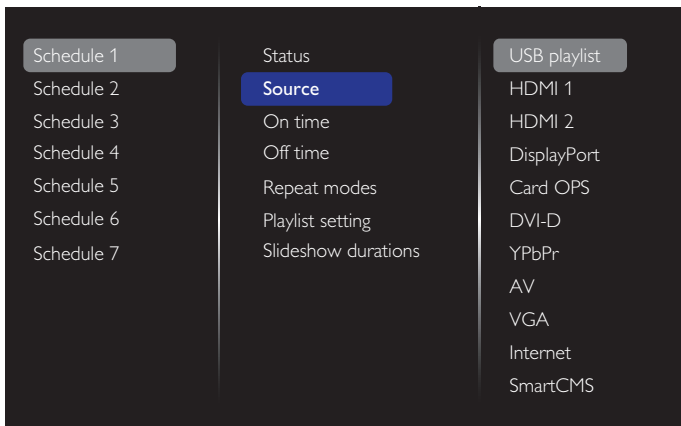 Schedule 1
Schedule 2
Schedule 3
Schedule 4
Schedule 5
Schedule 6
Schedule 7
Status
Source
On time
Off time
Repeat modes
Playlist setting
Slideshow durations
USB playlist
HDMI 1
HDMI 2
DisplayPort
Card OPS
DVI-D
YPbPr
AV
VGA
Internet
SmartCMS